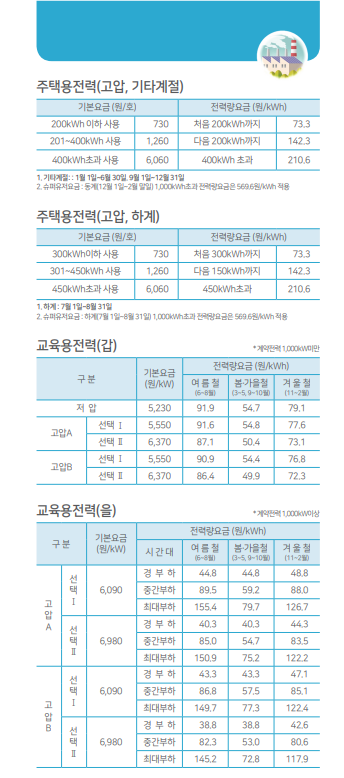 주택용전력(고압, 기타계절)
기본요금 (원/호) 전력량요금 (원/kWh)
200kWh 이하 사용 730 처음 200kWh까지 73.3
201~400kWh 사용 1,260 다음 200kWh까지 142.3
400kWh초과 사용 6,060 400kWh 초과 210.6
1. 기타계절: : 1월 1일~6월 30일, 9월 1일~12월 31일
2. 슈퍼유저요금 : 동계(12월 1일~2월 말일) 1,000kWh초과 전력량요금은 569.6원/kWh 적용
주택용전력(고압, 하계)
기본요금 (원/호) 전력량요금 (원/kWh)
300kWh이하 사용 730 처음 300kWh까지 73.3
301~450kWh 사용 1,260 다음 150kWh까지 142.3
450kWh초과 사용 6,060 450kWh초과 210.6
1. 하계 : 7월 1일~8월 31일
2. 슈퍼유저요금 : 하계(7월 1일~8월 31일) 1,000kWh초과 전력량요금은 569.6원/kWh 적용
교육용전력(갑) * 계약전력 1,000kW미만
구 분 기본요금 (원/kW) 전력량요금 (원/kWh)
여 름 철 (6~8월) 봄·가을철 (3~5, 9~10월) 겨 울 철 (11~2월)
저 압 5,230 91.9 54.7 79.1
고압A 선택 Ⅰ 5,550 91.6 54.8 77.6
선택 Ⅱ 6,370 87.1 50.4 73.1
고압B 선택 Ⅰ 5,550 90.9 54.4 76.8
선택 Ⅱ 6,370 86.4 49.9 72.3
교육용전력(을) * 계약전력 1,000kW이상
구 분 기본요금 (원/kW) 전력량요금 (원/kWh)
시 간 대 여 름 철 (6~8월) 봄·가을철 (3~5, 9~10월) 겨 울 철 (11~2월)
고압A 선택Ⅰ 6,090 경 부 하 44.8 44.8 48.8
중간부하 89.5 59.2 88.0
최대부하 155.4 79.7 126.7
선택Ⅱ 6,980 경 부 하 40.3 40.3 44.3
중간부하 85.0 54.7 83.5
최대부하 150.9 75.2 122.2
고압B 선택Ⅰ 6,090 경 부 하 43.3 43.3 47.1
중간부하 86.8 57.5 85.1
최대부하 149.7 77.3 122.4
선택Ⅱ 6,980 경 부 하 38.8 38.8 42.6
중간부하 82.3 53.0 80.6
최대부하 145.2 72.8 117.9